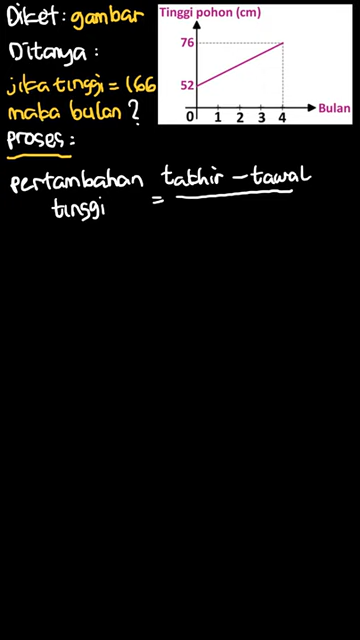 Diket: gambar
Ditanya:
jika tinggi = 166
maka bulan ?
Proses:
Tinggi pohon (cm)
76
52
0 1 2 3 4
Bulan
pertambahan takhir - tawal
tinggi =